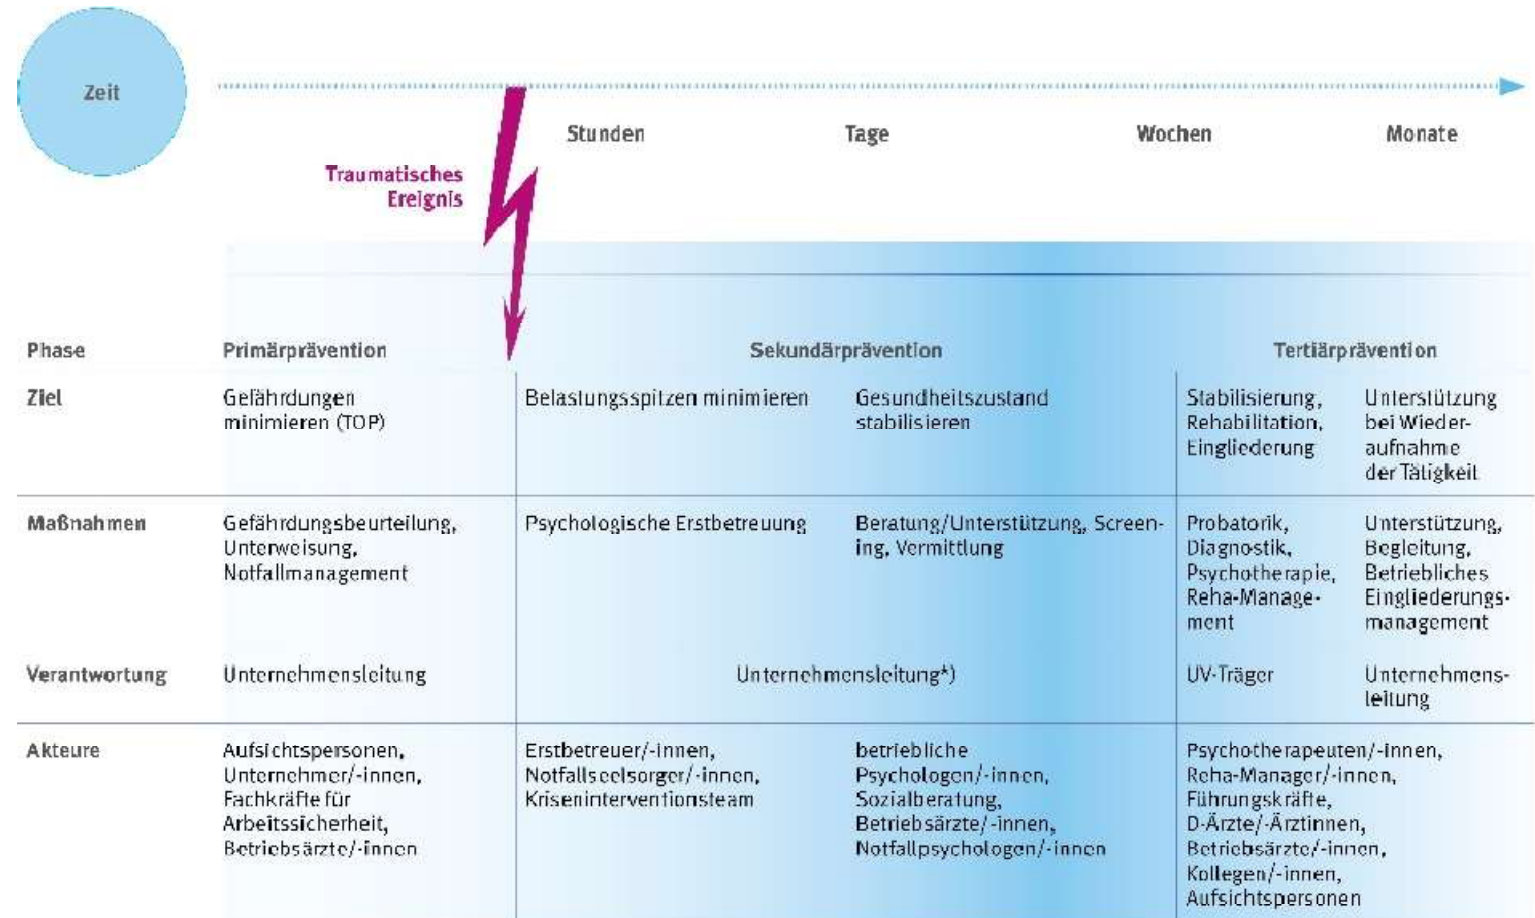 Zeit
Stunden
Tage
Wochen
Monate
Traumatisches
Ereignis
Phase
Primärprävention
Sekundärprävention
Tertiärprävention
Ziel
Gefährdungen
minimieren (TOP)
Belastungsspitzen minimieren
Gesundheitszustand
stabilisieren
Stabilisierung,
Rehabilitation,
Eingliederung
Unterstützung
bei Wieder-
aufnahme
der Tätigkeit
Maßnahmen
Gefährdungsbeurteilung,
Unterweisung,
Notfallmanagement
Psychologische Erstbetreuung
Beratung/Unterstützung, Screen-
ing, Vermittlung
Probatorik,
Diagnostik,
Psychotherapie,
Reha-Manage-
ment
Unterstützung,
Begleitung,
Betriebliches
Eingliederungs-
management
Verantwortung
Unternehmensleitung
Unternehmensleitung*)
UV-Träger
Unternehmens-
leitung
Akteure
Aufsichtspersonen,
Unternehmer/-innen,
Fachkräfte für
Arbeitssicherheit,
Betriebsärzte/-innen
Erstbetreuer/-innen,
Notfallseelsorger/-innen,
Kriseninterventionsteam
betriebliche
Psychologen/-innen,
Sozialberatung,
Betriebsärzte/-innen,
Notfallpsychologen/-innen
Psychotherapeuten/-innen,
Reha-Manager/-innen,
Führungskräfte,
D-Ärzte/-Ärztinnen,
Betriebsärzte/-innen,
Kollegen/-innen,
Aufsichtspersonen